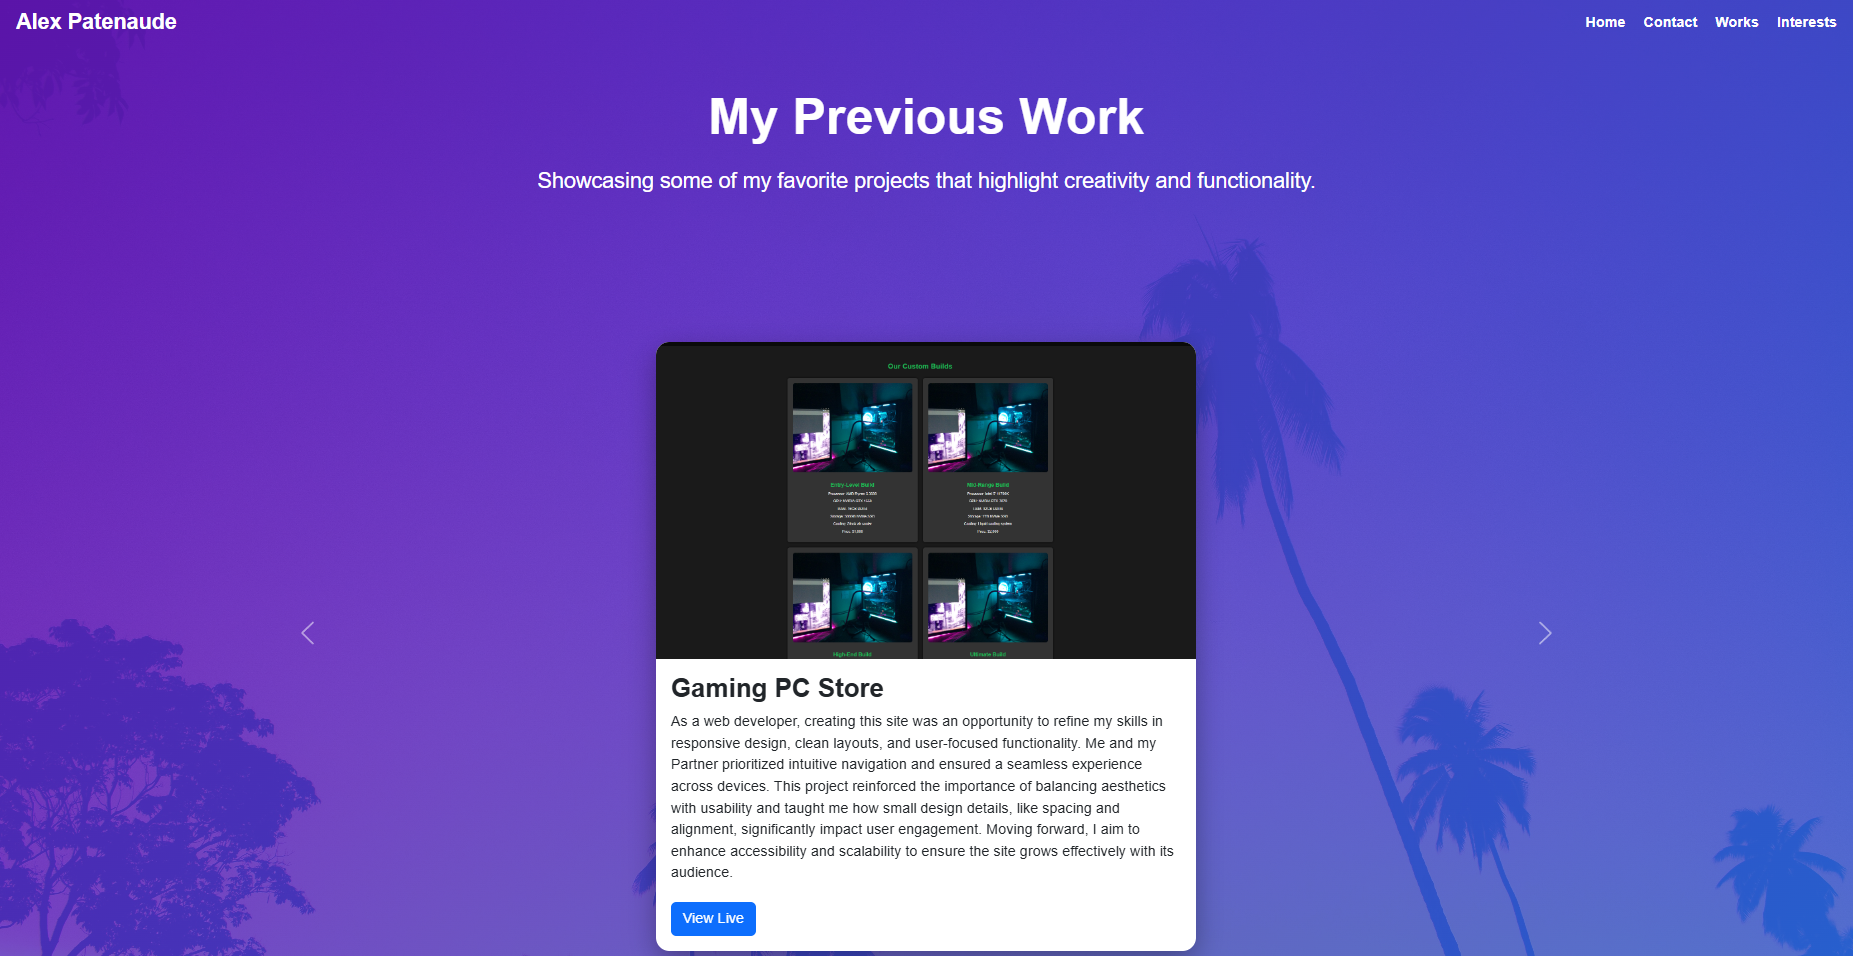 Alex Patenaude
Home Contact Works Interests
My Previous Work
Showcasing some of my favorite projects that highlight creativity and functionality.
Our Custom Builds
Entry-Level Build
Mid-Range Build
High-End Build
Ultimate Build
Gaming PC Store
As a web developer, creating this site was an opportunity to refine my skills in
responsive design, clean layouts, and user-focused functionality. Me and my
Partner prioritized intuitive navigation and ensured a seamless experience
across devices. This project reinforced the importance of balancing aesthetics
with usability and taught me how small design details, like spacing and
alignment, significantly impact user engagement. Moving forward, I aim to
enhance accessibility and scalability to ensure the site grows effectively with its
audience.
View Live